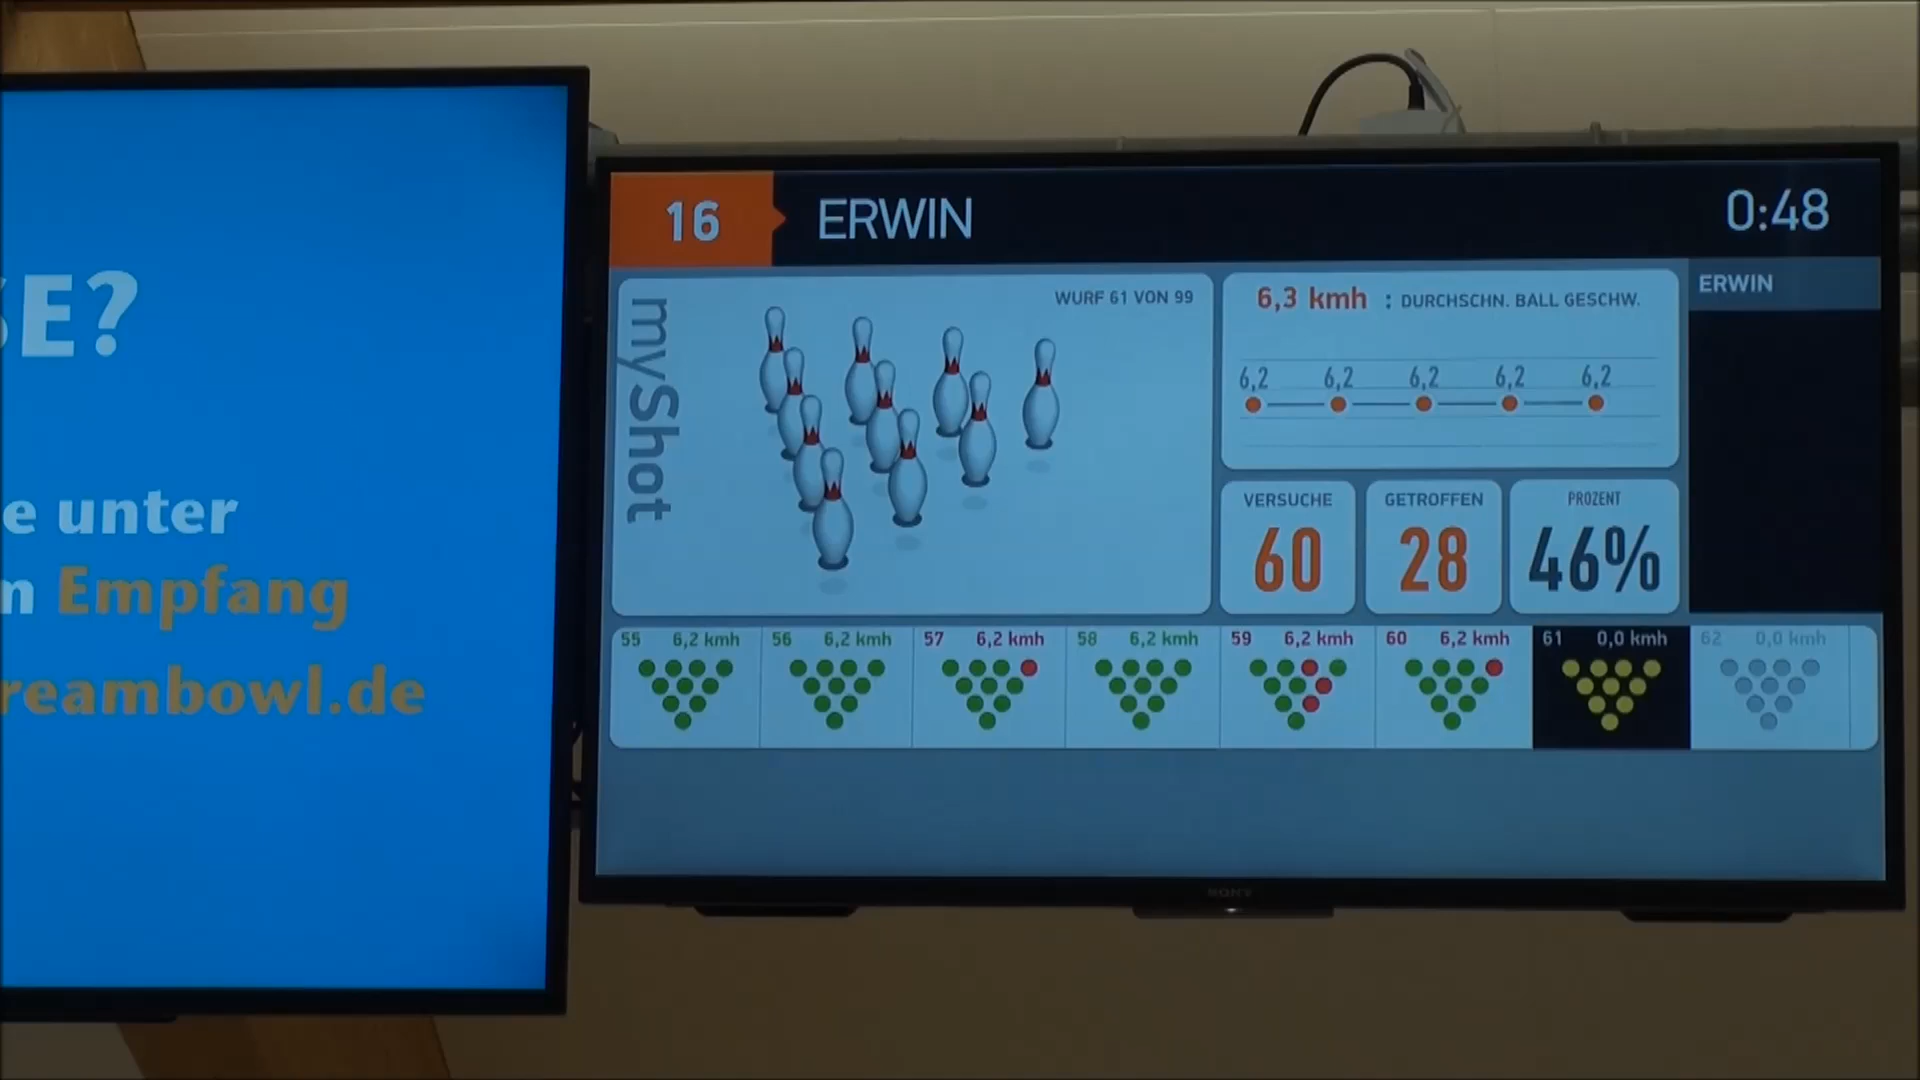 E?
e unter
n Empfang
reambowl.de
16 ERWIN 0:48
myShot
WURF 61 VON 99
6,3 kmh : DURCHSCHN. BALL GESCHW.
6,2 6,2 6,2 6,2 6,2
ERWIN
VERSUCHE GETROFFEN PROZENT
60 28 46%
55 6,2 kmh 56 6,2 kmh 57 6,2 kmh 58 6,2 kmh 59 6,2 kmh 60 6,2 kmh 61 0,0 kmh 62 0,0 kmh
SONY